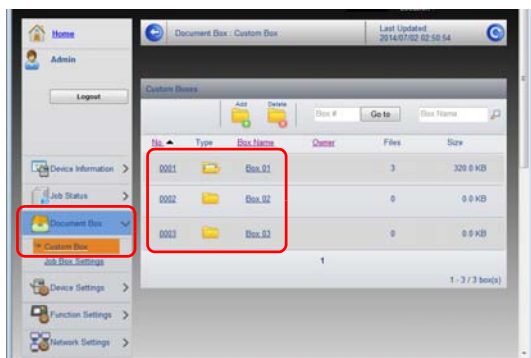 Home
Document Box : Custom Box
Last Updated:
2014/07/02 02:50:54
Admin
Logout
Custom Boxes
Add
Delete
Box #
Go to
Box Name
No.
Type
Box Name
Owner
Files
Size
0001
Box 01
3
320.0 KB
0002
Box 02
0
0.0 KB
0003
Box 03
0
0.0 KB
1
1 - 3 / 3 box(s)
Device Information
Job Status
Document Box
Custom Box
Job Box Settings
Device Settings
Function Settings
Network Settings